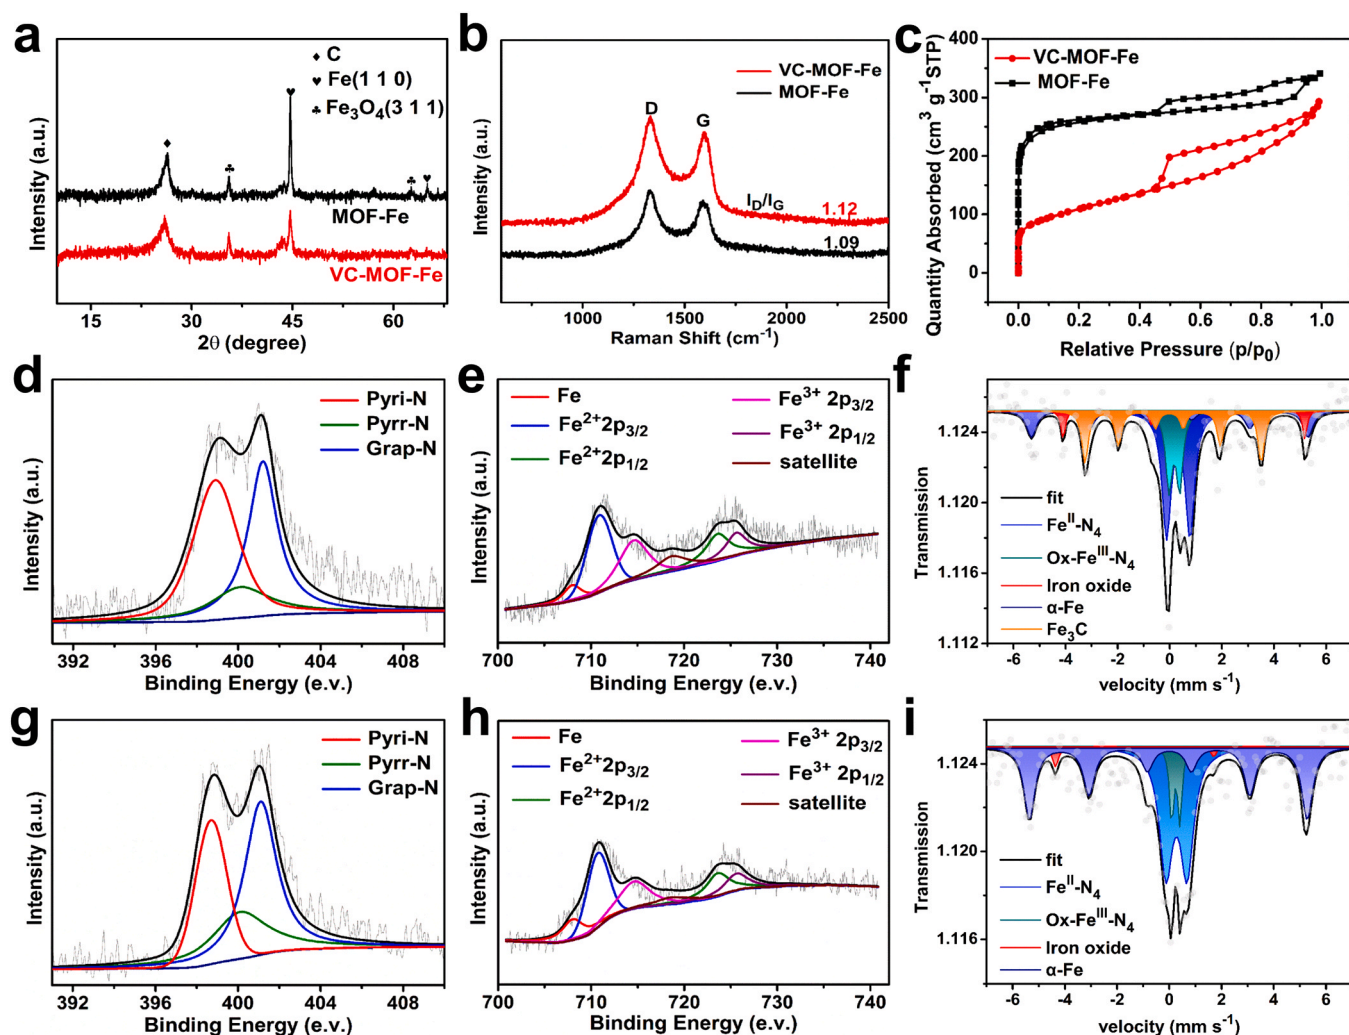 a
♦ C
♥ Fe(1 1 0)
♣ Fe₃O₄(3 1 1)
MOF-Fe
VC-MOF-Fe
Intensity (a.u.)
15 30 45 60
2θ (degree)
b
VC-MOF-Fe
MOF-Fe
D
G
I_D/I_G
1.12
1.09
Intensity (a.u.)
1000 1500 2000 2500
Raman Shift (cm⁻¹)
c
VC-MOF-Fe
MOF-Fe
Quantity Absorbed (cm³ g⁻¹STP)
400
300
200
100
0
0.0 0.2 0.4 0.6 0.8 1.0
Relative Pressure (p/p₀)
d
Pyri-N
Pyrr-N
Grap-N
Intensity (a.u.)
392 396 400 404 408
Binding Energy (e.v.)
e
Fe
Fe²⁺2p₃/₂
Fe²⁺2p₁/₂
Fe³⁺ 2p₃/₂
Fe³⁺ 2p₁/₂
satellite
Intensity (a.u.)
700 710 720 730 740
Binding Energy (e.v.)
f
fit
Feᴵᴵ-N₄
Ox-Feᴵᴵᴵ-N₄
Iron oxide
α-Fe
Fe₃C
Transmission
1.124
1.120
1.116
1.112
-6 -4 -2 0 2 4 6
velocity (mm s⁻¹)
g
Pyri-N
Pyrr-N
Grap-N
Intensity (a.u.)
392 396 400 404 408
Binding Energy (e.v.)
h
Fe
Fe²⁺2p₃/₂
Fe²⁺2p₁/₂
Fe³⁺ 2p₃/₂
Fe³⁺ 2p₁/₂
satellite
Intensity (a.u.)
700 710 720 730 740
Binding Energy (e.v.)
i
fit
Feᴵᴵ-N₄
Ox-Feᴵᴵᴵ-N₄
Iron oxide
α-Fe
Transmission
1.124
1.120
1.116
-6 -4 -2 0 2 4 6
velocity (mm s⁻¹)